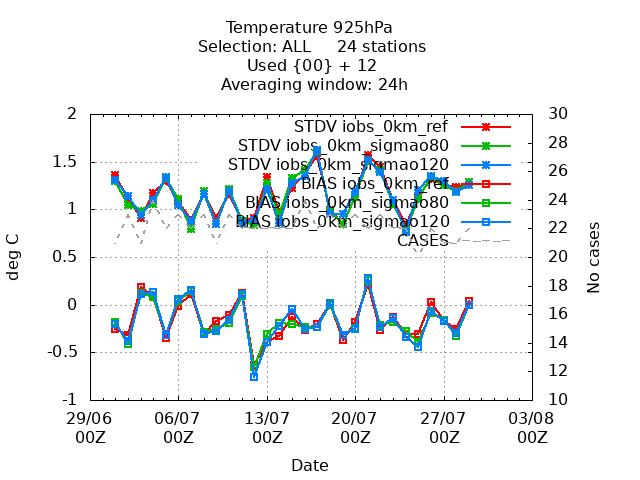 Temperature 925hPa
Selection: ALL 24 stations
Used {00} + 12
Averaging window: 24h
STDV iobs_0km_ref
STDV iobs_0km_sigmao80
STDV iobs_0km_sigmao120
BIAS iobs_0km_ref
BIAS iobs_0km_sigmao80
BIAS iobs_0km_sigmao120
CASES
deg C
2
1.5
1
0.5
0
-0.5
-1
No cases
30
28
26
24
22
20
18
16
14
12
10
29/06 06/07 13/07 20/07 27/07 03/08
00Z 00Z 00Z 00Z 00Z 00Z
Date